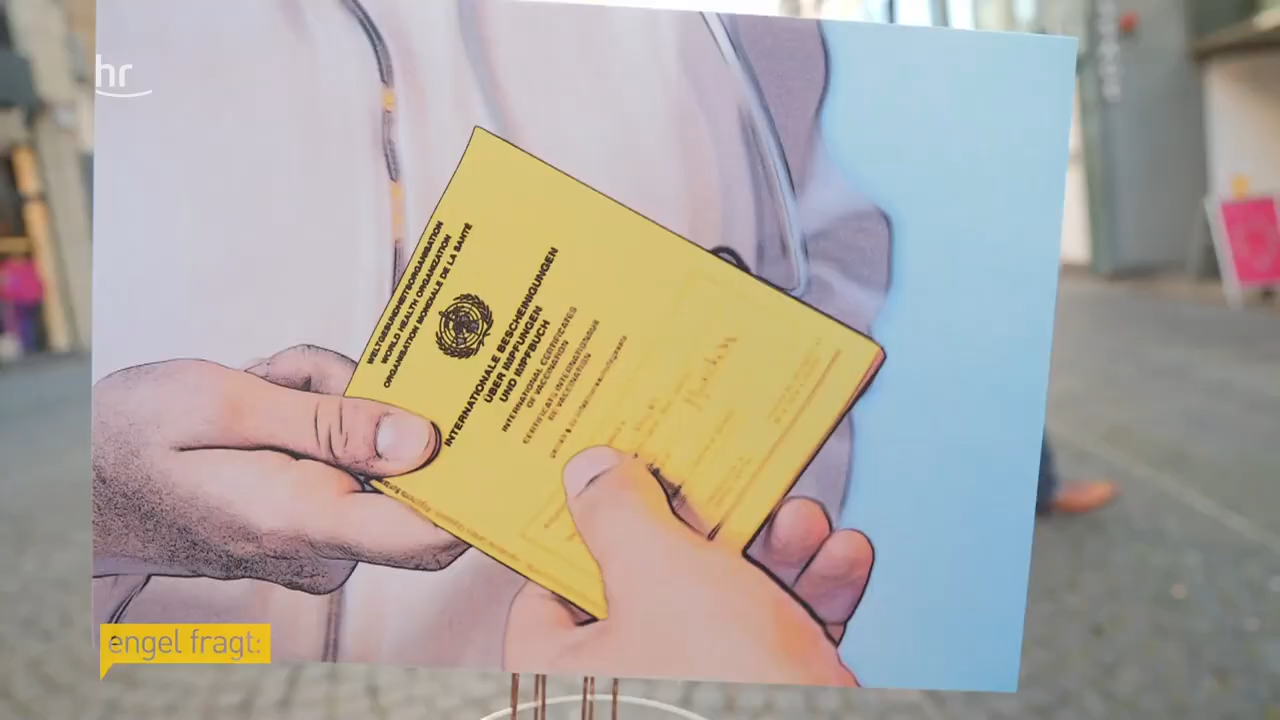 hr
WELTGESUNDHEITSORGANISATION
WORLD HEALTH ORGANIZATION
ORGANISATION MONDIALE DE LA SANTÉ
INTERNATIONALE BESCHEINIGUNGEN
ÜBER IMPFUNGEN
UND IMPFBUCH
INTERNATIONAL CERTIFICATES
OF VACCINATION
CERTIFICATS INTERNATIONAUX
DE VACCINATION
engel fragt: